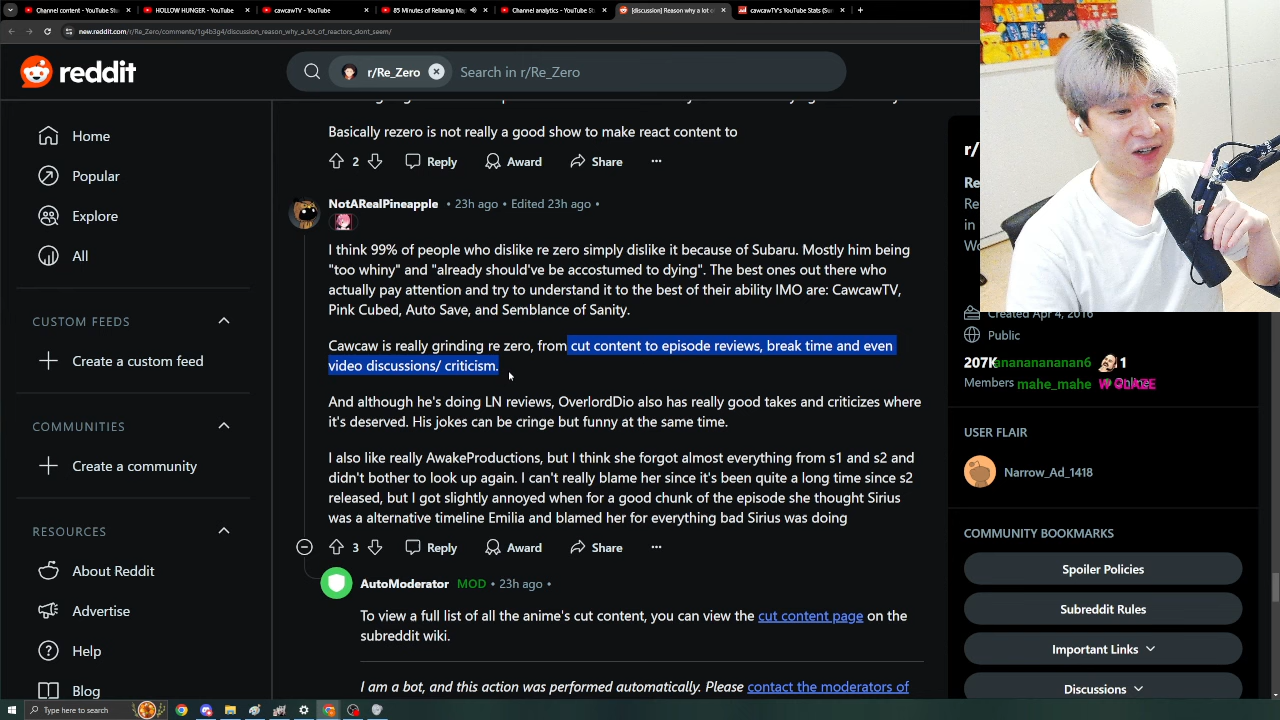 Channel content - YouTube St
HOLLOW HUNGER - YouTube
cawcawTV - YouTube
85 Minutes of Relaxing M
Channel analytics - YouTube S
[discussion] Reason why a lot o
cawcawTV's YouTube Stats (Su
new.reddit.com/r/Re_Zero/comments/1g4b3g4/discussion_reason_why_a_lot_of_reactors_dont_seem/
reddit
r/Re_Zero
Search in r/Re_Zero
Home
Popular
Explore
All
CUSTOM FEEDS
Create a custom feed
COMMUNITIES
Create a community
RESOURCES
About Reddit
Advertise
Help
Blog
Basically rezero is not really a good show to make react content to
2 Reply Award Share
NotARealPineapple • 23h ago • Edited 23h ago •
I think 99% of people who dislike re zero simply dislike it because of Subaru. Mostly him being
"too whiny" and "already should've be accostumed to dying". The best ones out there who
actually pay attention and try to understand it to the best of their ability IMO are: CawcawTV,
Pink Cubed, Auto Save, and Semblance of Sanity.
Cawcaw is really grinding re zero, from cut content to episode reviews, break time and even
video discussions/ criticism.
And although he's doing LN reviews, OverlordDio also has really good takes and criticizes where
it's deserved. His jokes can be cringe but funny at the same time.
I also like really AwakeProductions, but I think she forgot almost everything from s1 and s2 and
didn't bother to look up again. I can't really blame her since it's been quite a long time since s2
released, but I got slightly annoyed when for a good chunk of the episode she thought Sirius
was a alternative timeline Emilia and blamed her for everything bad Sirius was doing
3 Reply Award Share
AutoModerator MOD • 23h ago •
To view a full list of all the anime's cut content, you can view the cut content page on the
subreddit wiki.
I am a bot, and this action was performed automatically. Please contact the moderators of
r/
Re
Re
in
Wo
Created Apr 4, 2016
Public
207K
Members
ananananananan6 1
mahe_mahe W GLAZE
Online
USER FLAIR
Narrow_Ad_1418
COMMUNITY BOOKMARKS
Spoiler Policies
Subreddit Rules
Important Links
Discussions
Type here to search